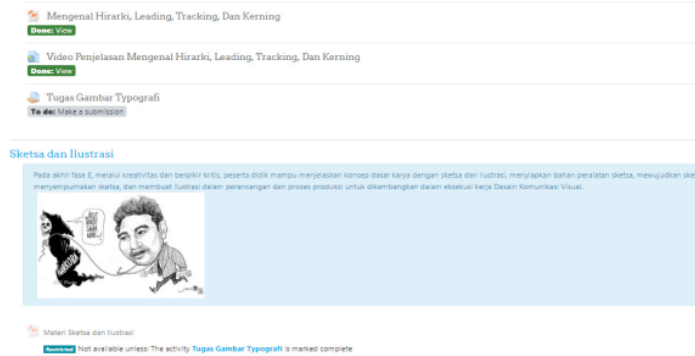 Mengenal Hirarki, Leading, Tracking, Dan Kerning
Done: View
Video Penjelasan Mengenal Hirarki, Leading, Tracking, Dan Kerning
Done: View
Tugas Gambar Typografi
To do: Make a submission
Sketsa dan Ilustrasi
Pada akhir fase E, melalui kreativitas dan berpikir kritis, peserta didik mampu menjelaskan konsep dasar karya dengan sketsa dan ilustrasi, menyiapkan bahan peralatan sketsa, mewujudkan ske
menyempurnakan sketsa, dan membuat ilustrasi dalam perancangan dan proses produksi untuk dikembangkan dalam eksekusi kerja Desain Komunikasi Visual.
NARKOBA
Materi Sketsa dan Ilustrasi
Restricted Not available unless: The activity Tugas Gambar Typografi is marked complete